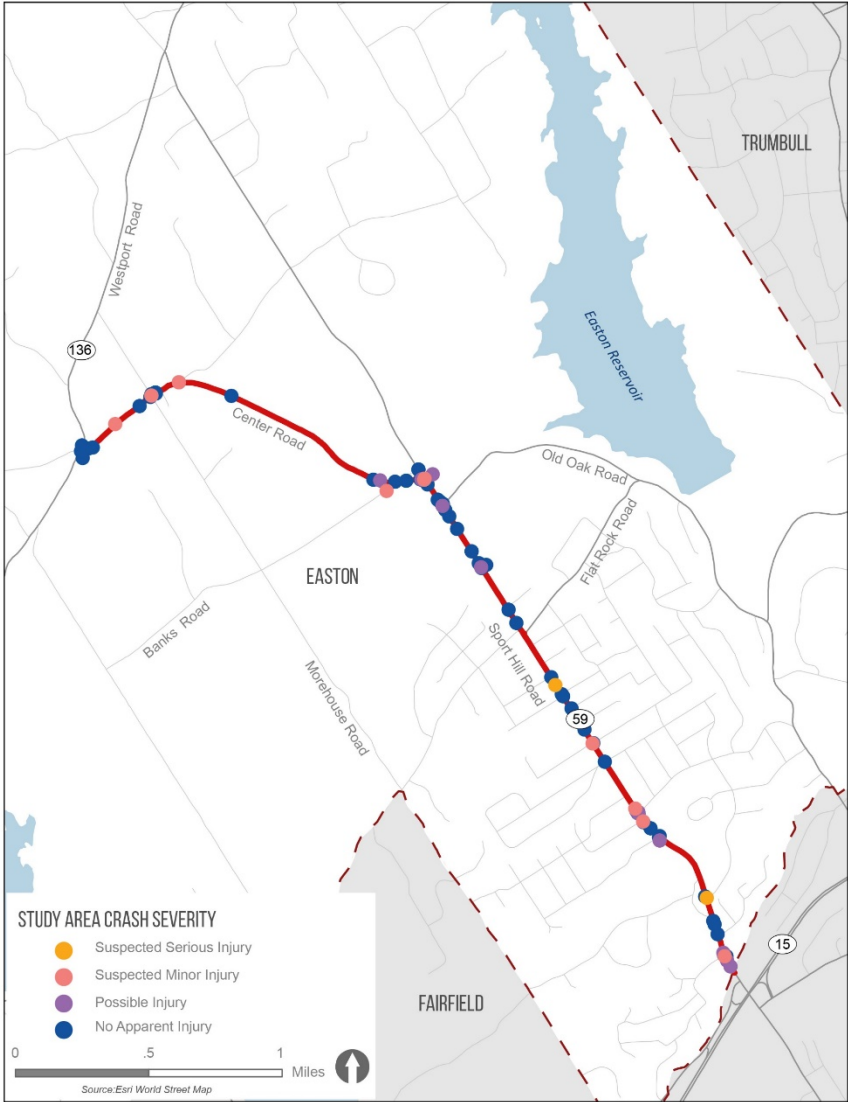 TRUMBULL
Westport Road
136
Easton Reservoir
Center Road
Old Oak Road
Flat Rock Road
EASTON
Banks Road
Sport Hill Road
Morehouse Road
59
STUDY AREA CRASH SEVERITY
Suspected Serious Injury
Suspected Minor Injury
Possible Injury
No Apparent Injury
0 .5 1 Miles
Source:Esri World Street Map
FAIRFIELD
15